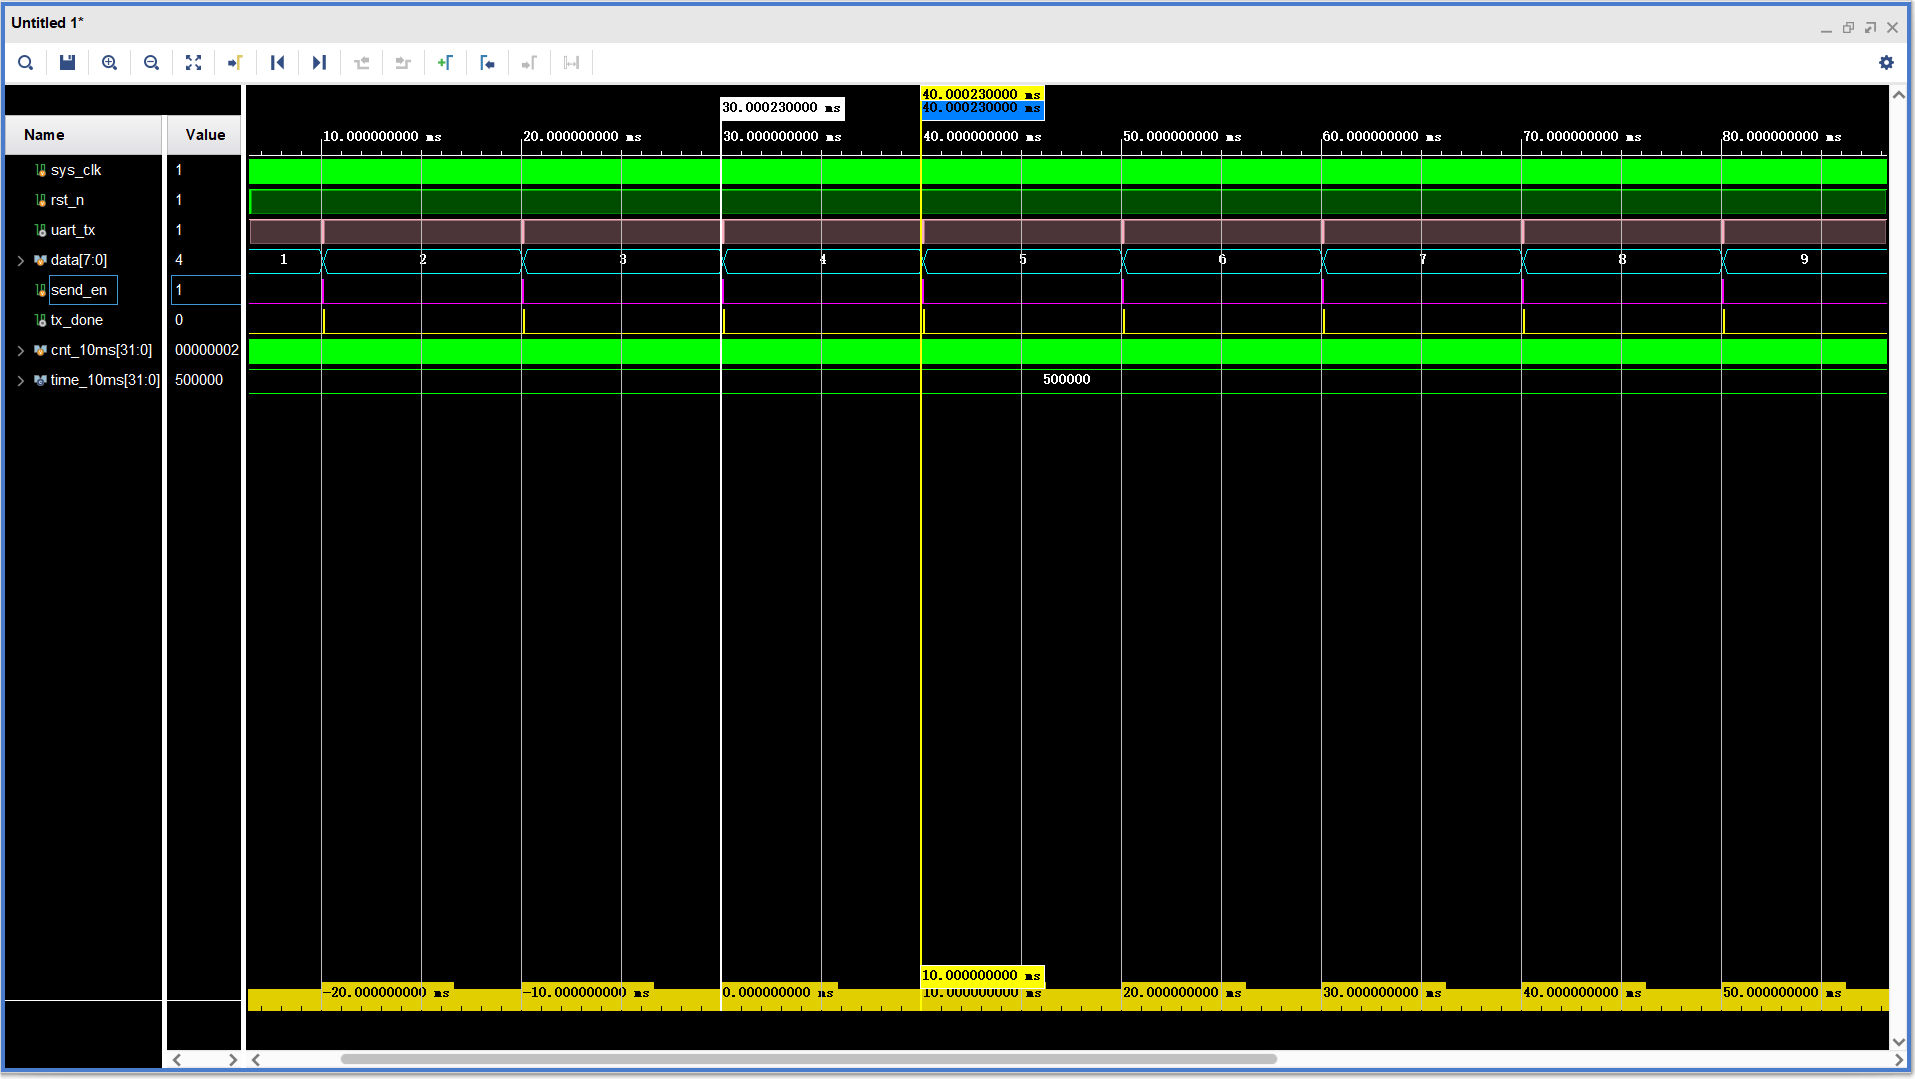 Untitled 1*
40.000230000 ms
30.000230000 ms 40.000230000 ms
Name Value
10.000000000 ms 20.000000000 ms 30.000000000 ms 40.000000000 ms 50.000000000 ms 60.000000000 ms 70.000000000 ms 80.000000000 ms
sys_clk 1
rst_n 1
uart_tx 1
data[7:0] 4 1 2 3 4 5 6 7 8 9
send_en 1
tx_done 0
cnt_10ms[31:0] 00000002
time_10ms[31:0] 500000 500000
10.000000000 ms
-20.000000000 ms -10.000000000 ms 0.000000000 ms 10.000000000 ms 20.000000000 ms 30.000000000 ms 40.000000000 ms 50.000000000 ms